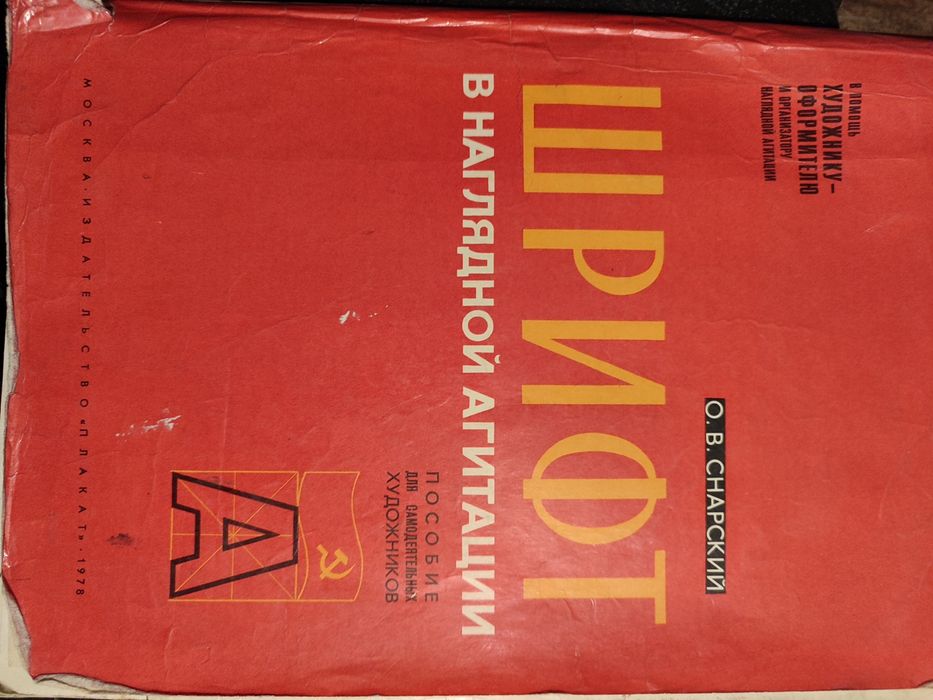 В ПОМОЩЬ
ХУДОЖНИКУ–
ОФОРМИТЕЛЮ
И ОРГАНИЗАТОРУ
НАГЛЯДНОЙ АГИТАЦИИ
О. В. СНАРСКИЙ
ШРИФТ
В НАГЛЯДНОЙ АГИТАЦИИ
ПОСОБИЕ
ДЛЯ САМОДЕЯТЕЛЬНЫХ
ХУДОЖНИКОВ
А
МОСКВА · ИЗДАТЕЛЬСТВО «ПЛАКАТ» · 1978